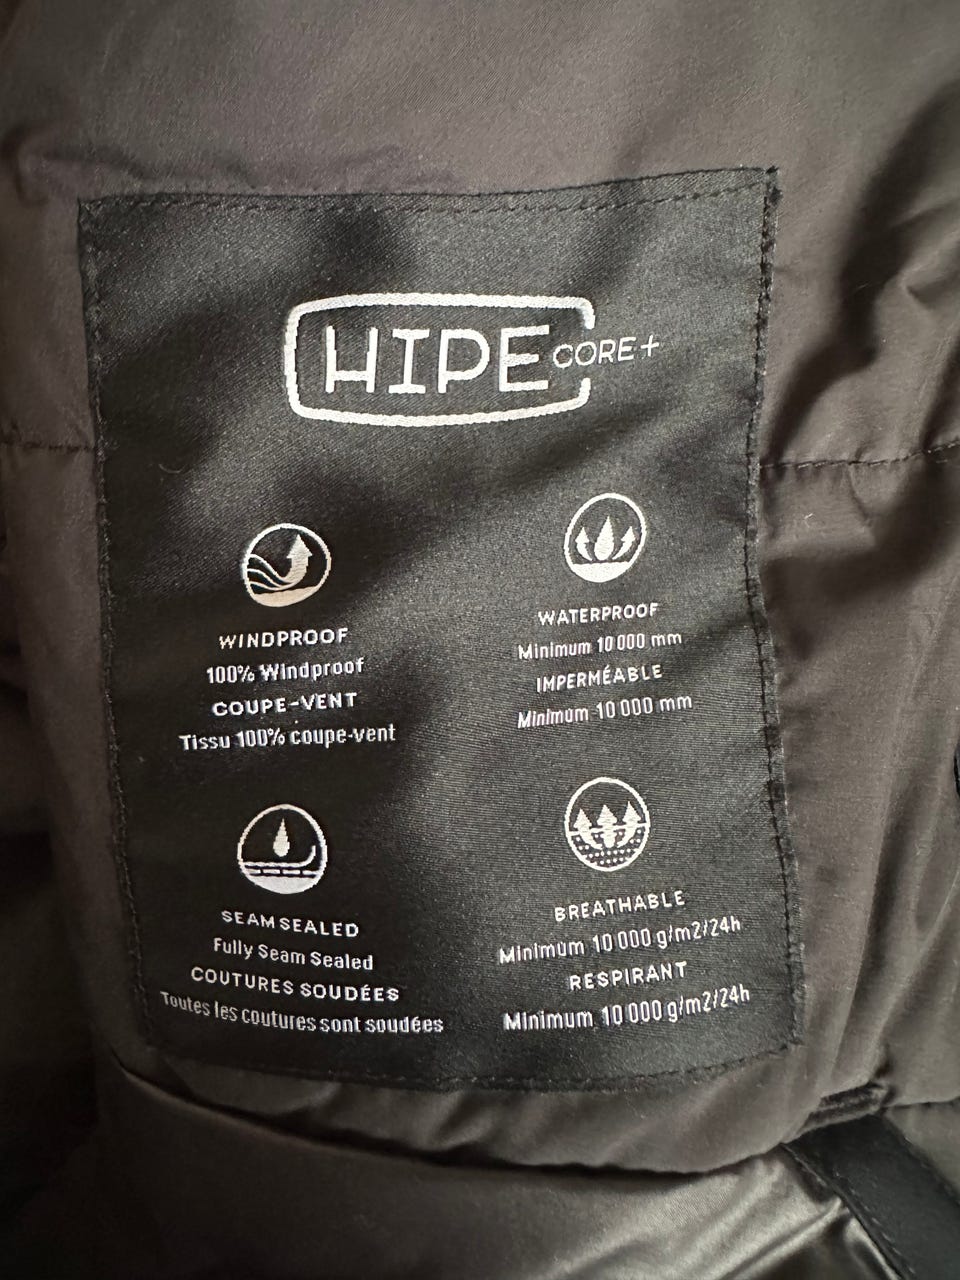 HIPE CORE+
WINDPROOF
100% Windproof
COUPE-VENT
Tissu 100% coupe-vent
WATERPROOF
Minimum 10 000 mm
IMPERMÉABLE
Minimum 10 000 mm
SEAM SEALED
Fully Seam Sealed
COUTURES SOUDÉES
Toutes les coutures sont soudées
BREATHABLE
Minimum 10 000 g/m2/24h
RESPIRANT
Minimum 10 000 g/m2/24h